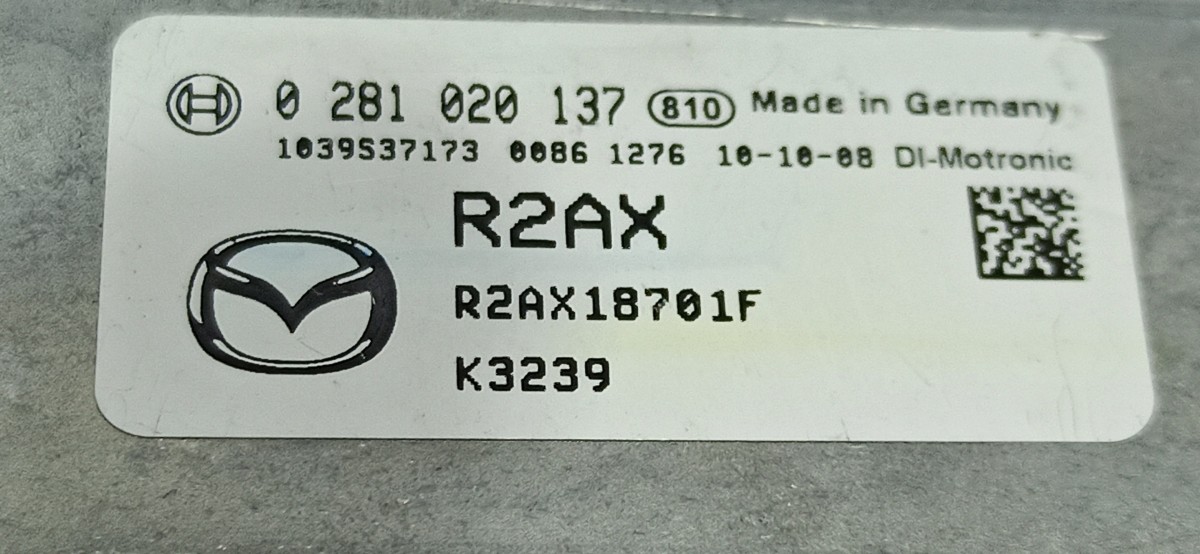 0 281 020 137 810 Made in Germany
1039S37173 0086 1276 10-10-08 DI-Motronic
R2AX
R2AX18701F
K3239